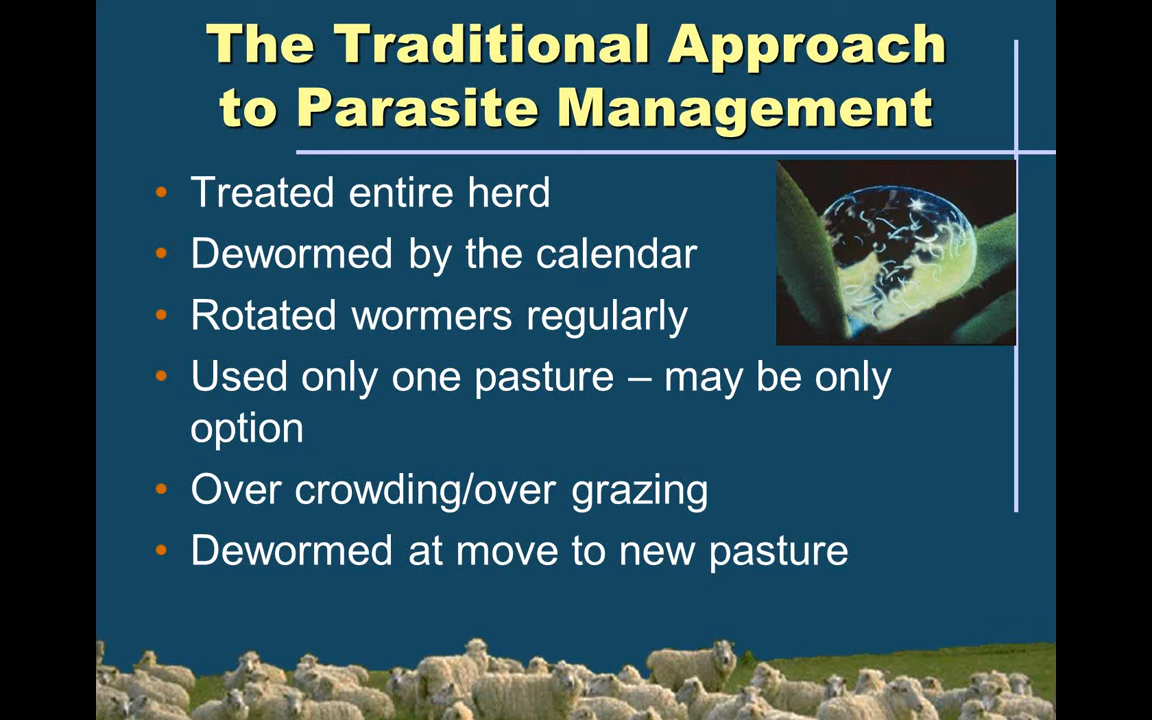 The Traditional Approach
to Parasite Management
• Treated entire herd
• Dewormed by the calendar
• Rotated wormers regularly
• Used only one pasture – may be only
option
• Over crowding/over grazing
• Dewormed at move to new pasture